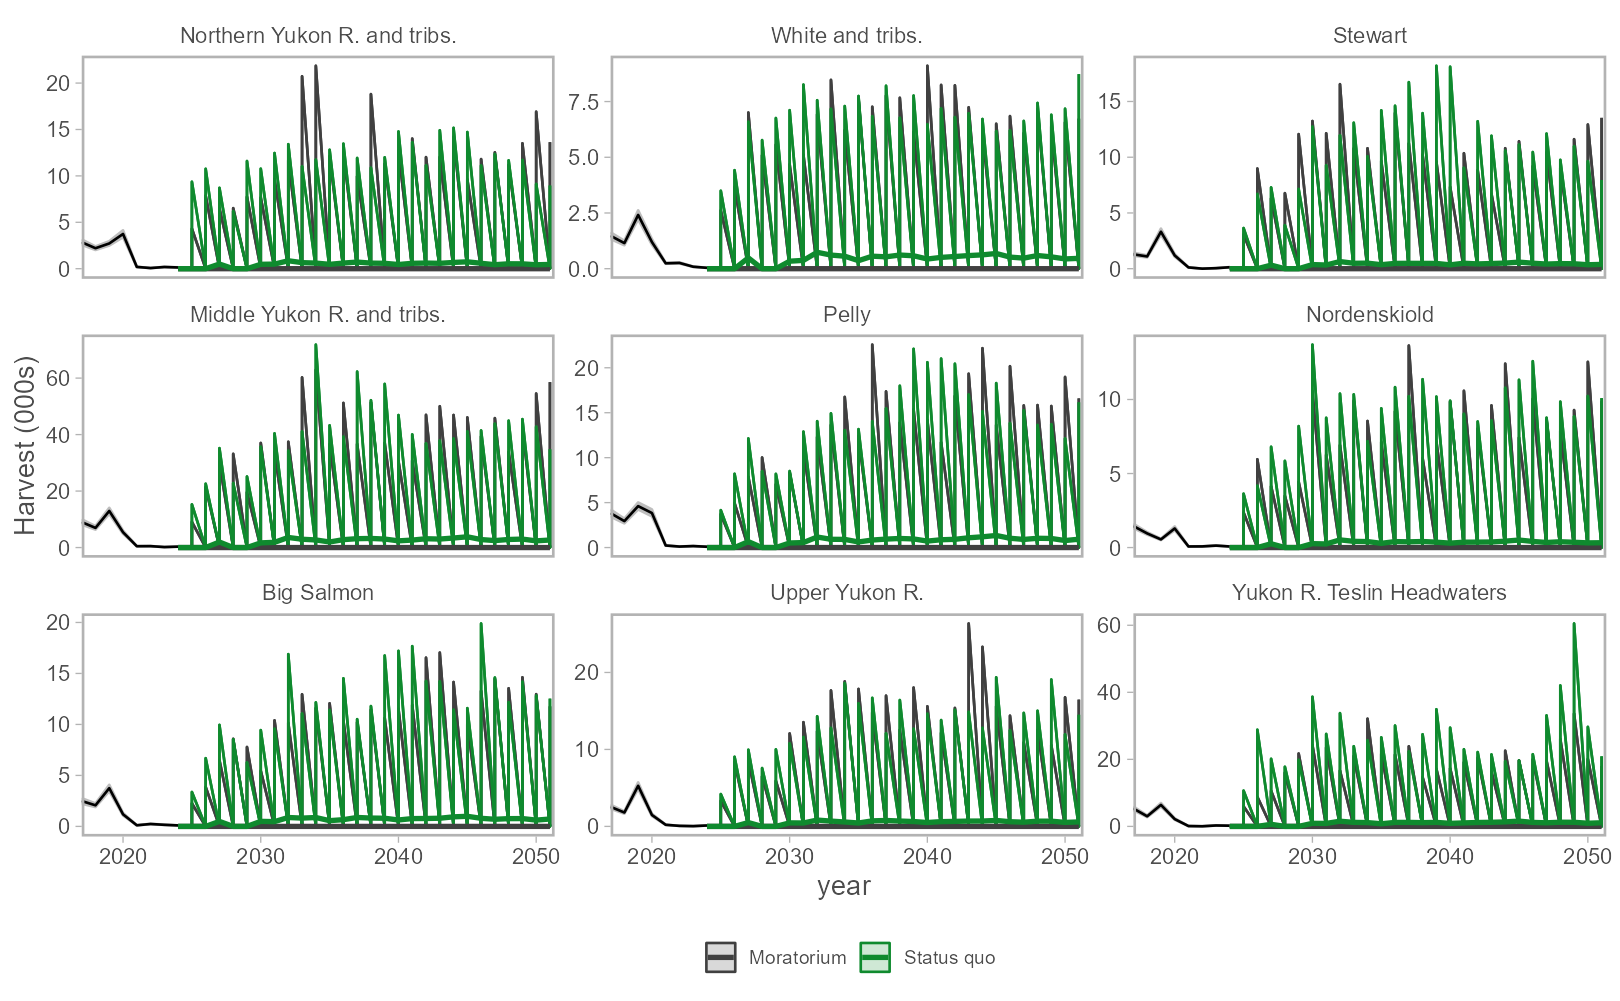 Northern Yukon R. and tribs.
White and tribs.
Stewart
20
15
10
5
0
7.5
5.0
2.5
0.0
15
10
5
0
Middle Yukon R. and tribs.
Pelly
Nordenskiold
Harvest (000s)
60
40
20
0
20
15
10
5
0
10
5
0
Big Salmon
Upper Yukon R.
Yukon R. Teslin Headwaters
20
15
10
5
0
20
10
0
60
40
20
0
2020 2030 2040 2050
2020 2030 2040 2050
2020 2030 2040 2050
year
Moratorium Status quo